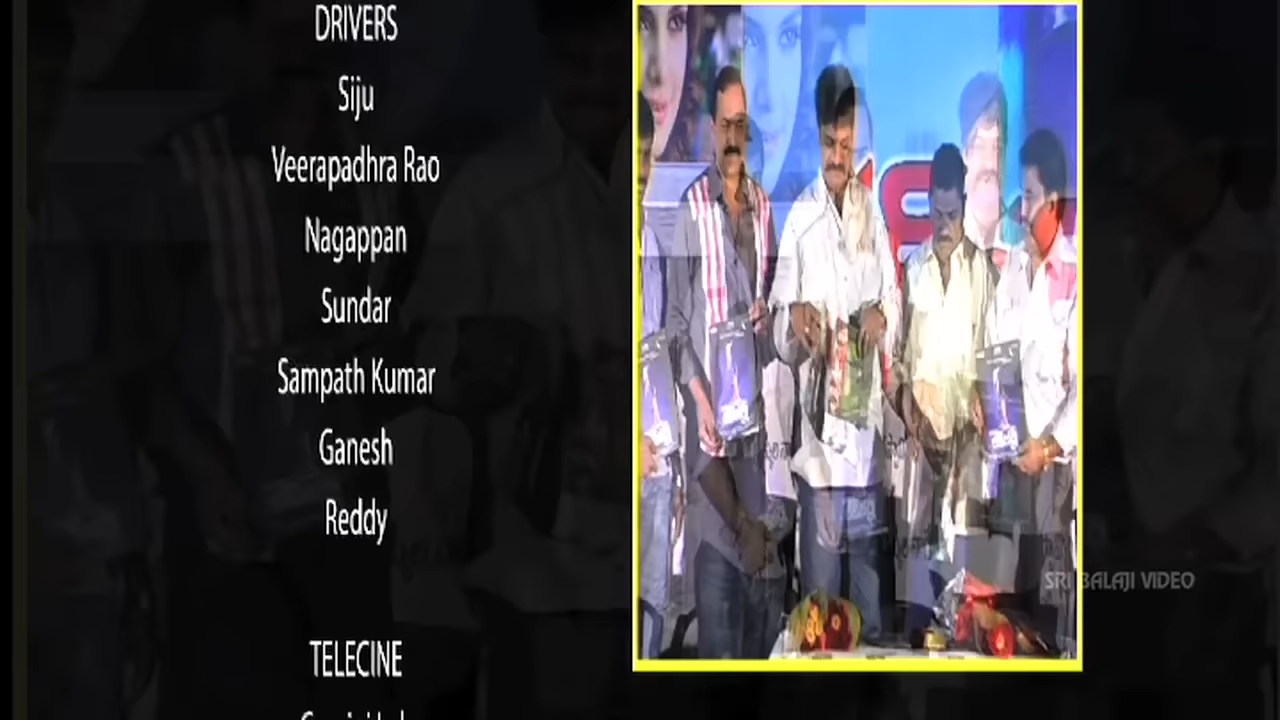 DRIVERS
Siju
Veerapadhra Rao
Nagappan
Sundar
Sampath Kumar
Ganesh
Reddy
TELECINE
SRI BALAJI VIDEO